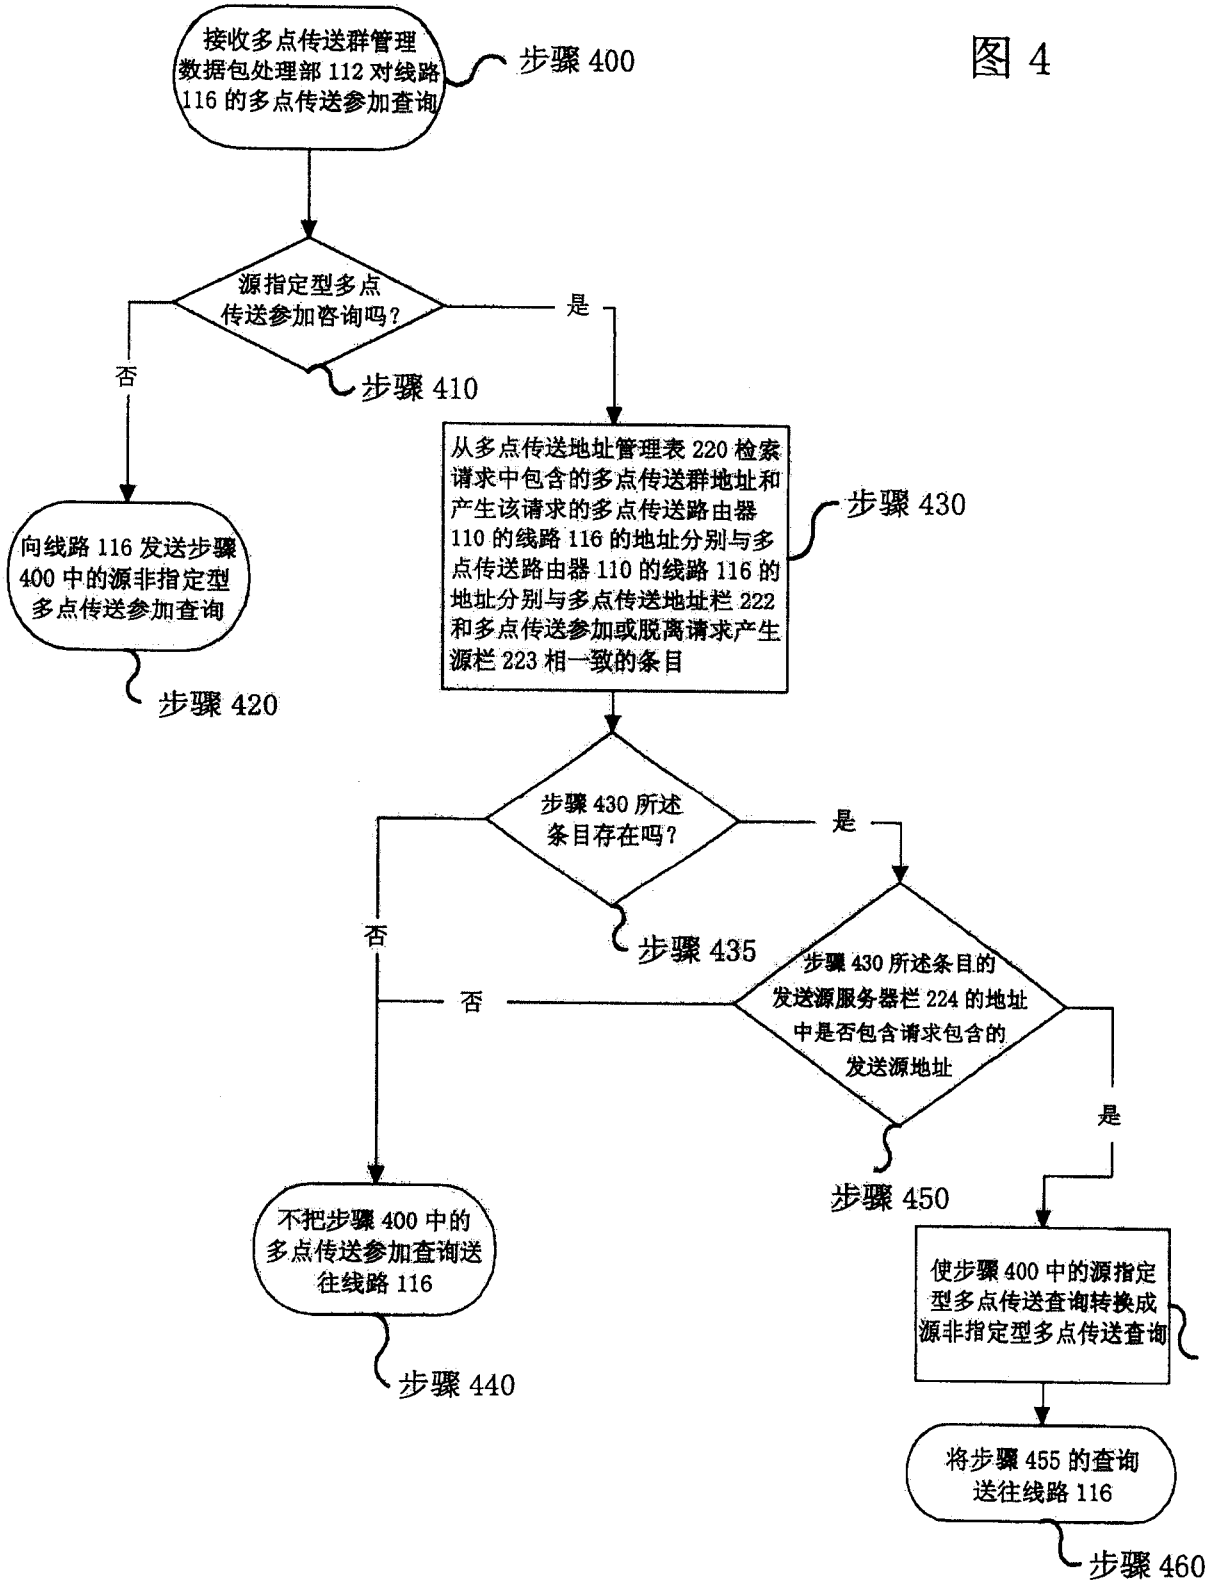 图 4
接收多点传送群管理
数据包处理部 112 对线路
116 的多点传送参加查询
步骤 400
源指定型多点
传送参加咨询吗?
步骤 410
是
否
向线路 116 发送步骤
400 中的源非指定型
多点传送参加查询
步骤 420
从多点传送地址管理表 220 检索
请求中包含的多点传送群地址和
产生该请求的多点传送路由器
110 的线路 116 的地址分别与多
点传送路由器 110 的线路 116 的
地址分别与多点传送地址栏 222
和多点传送参加或脱离请求产生
源栏 223 相一致的条目
步骤 430
步骤 430 所述
条目存在吗?
步骤 435
是
否
步骤 430 所述条目的
发送源服务器栏 224 的地址
中是否包含请求包含的
发送源地址
步骤 450
否
是
不把步骤 400 中的
多点传送参加查询送
往线路 116
步骤 440
使步骤 400 中的源指定
型多点传送查询转换成
源非指定型多点传送查询
将步骤 455 的查询
送往线路 116
步骤 460